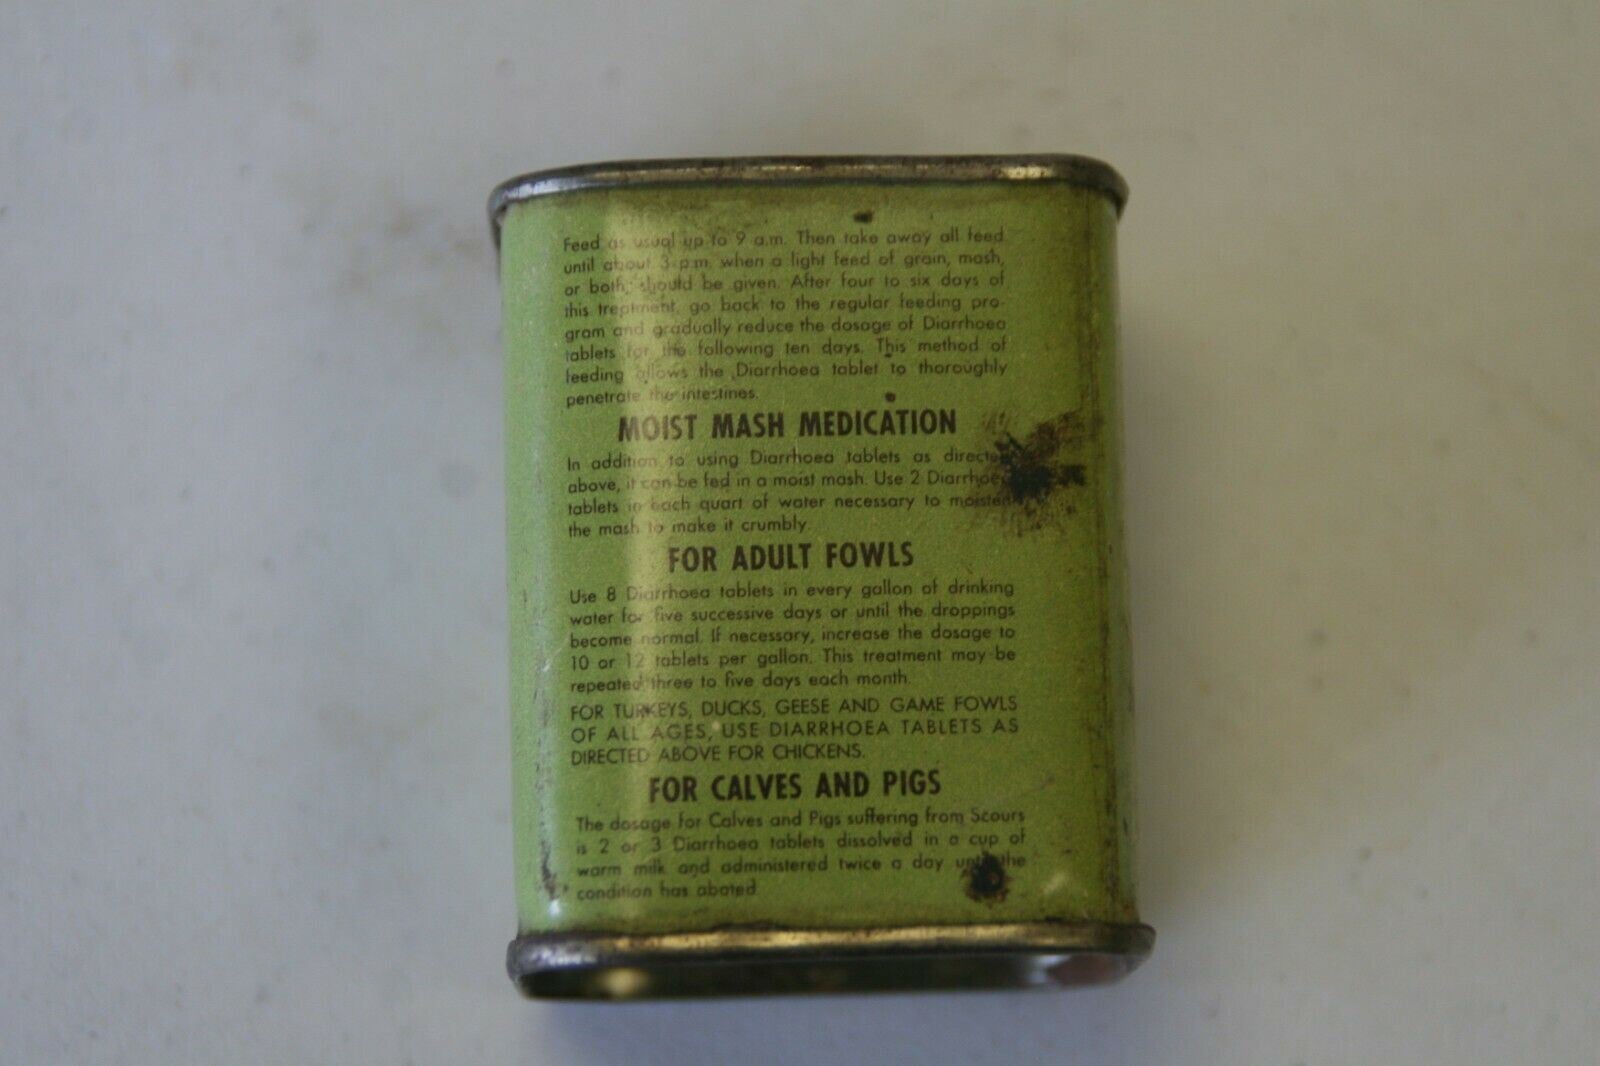 Feed as usual up to 9 a.m. Then take away all feed
until about 3 p.m. when a light feed of grain, mash,
or both, should be given. After four to six days of
this treatment, go back to the regular feeding pro-
gram and gradually reduce the dosage of Diarrhoea
tablets for the following ten days. This method of
feeding allows the Diarrhoea tablet to thoroughly
penetrate the intestines.
MOIST MASH MEDICATION
In addition to using Diarrhoea tablets as directed
above, it can be fed in a moist mash. Use 2 Diarrhoea
tablets in each quart of water necessary to moisten
the mash to make it crumbly.
FOR ADULT FOWLS
Use 8 Diarrhoea tablets in every gallon of drinking
water for five successive days or until the droppings
become normal. If necessary, increase the dosage to
10 or 12 tablets per gallon. This treatment may be
repeated three to five days each month.
FOR TURKEYS, DUCKS, GEESE AND GAME FOWLS
OF ALL AGES, USE DIARRHOEA TABLETS AS
DIRECTED ABOVE FOR CHICKENS.
FOR CALVES AND PIGS
The dosage for Calves and Pigs suffering from Scours
is 2 or 3 Diarrhoea tablets dissolved in a cup of
warm milk and administered twice a day until the
condition has abated.